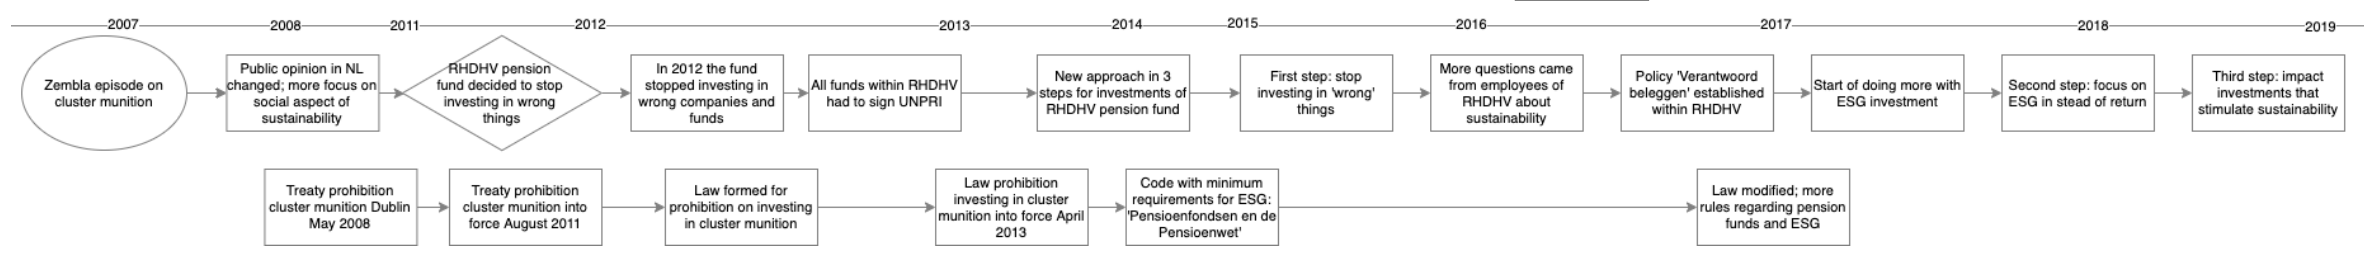 2007 2008 2011 2012 2013 2014 2015 2016 2017 2018 2019
Zembla episode on
cluster munition
Public opinion in NL
changed; more focus on
social aspect of
sustainability
RHDHV pension
fund decided to stop
investing in wrong
things
In 2012 the fund
stopped investing in
wrong companies and
funds
All funds within RHDHV
had to sign UNPRI
New approach in 3
steps for investments of
RHDHV pension fund
First step: stop
investing in 'wrong'
things
More questions came
from employees of
RHDHV about
sustainability
Policy 'Verantwoord
beleggen' established
within RHDHV
Start of doing more with
ESG investment
Second step: focus on
ESG in stead of return
Third step: impact
investments that
stimulate sustainability
Treaty prohibition
cluster munition Dublin
May 2008
Treaty prohibition
cluster munition into
force August 2011
Law formed for
prohibition on investing
in cluster munition
Law prohibition
investing in cluster
munition into force April
2013
Code with minimum
requirements for ESG:
'Pensioenfondsen en de
Pensioenwet'
Law modified; more
rules regarding pension
funds and ESG